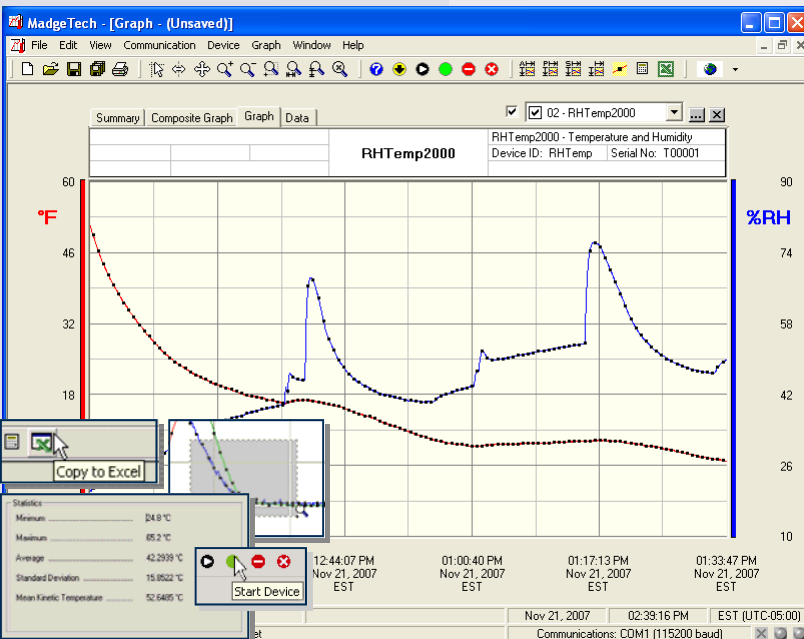 MadgeTech - [Graph - (Unsaved)]
File Edit View Communication Device Graph Window Help
Summary Composite Graph Graph Data 02 - RHTemp2000
RHTemp2000
RHTemp2000 - Temperature and Humidity
Device ID: RHTemp Serial No: T00001
60 90
°F %RH
46 74
32 58
18 42
26
10
Copy to Excel
Statistics
Minimum 24.8 °C
Maximum 65.2 °C
Average 42.2939 °C
Standard Deviation 15.8522 °C
Mean Kinetic Temperature 52.6485 °C
Start Device
12:44:07 PM 01:00:40 PM 01:17:13 PM 01:33:47 PM
Nov 21, 2007 Nov 21, 2007 Nov 21, 2007 Nov 21, 2007
EST EST EST EST
Nov 21, 2007 02:39:16 PM EST (UTC-05:00)
Communications: COM1 (115200 baud)